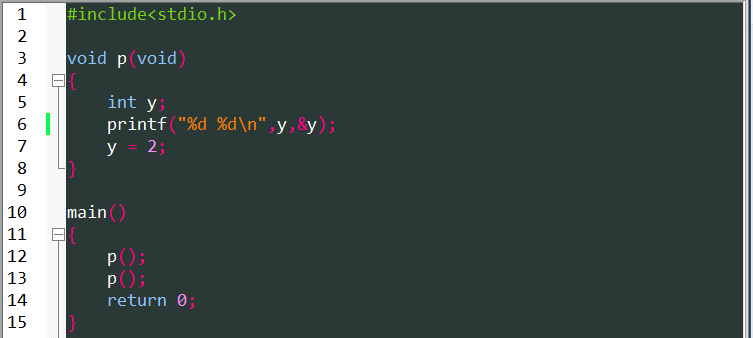 1 #include<stdio.h>
2
3 void p(void)
4 {
5     int y;
6     printf("%d %d\n",y,&y);
7     y = 2;
8 }
9
10 main()
11 {
12     p();
13     p();
14     return 0;
15 }